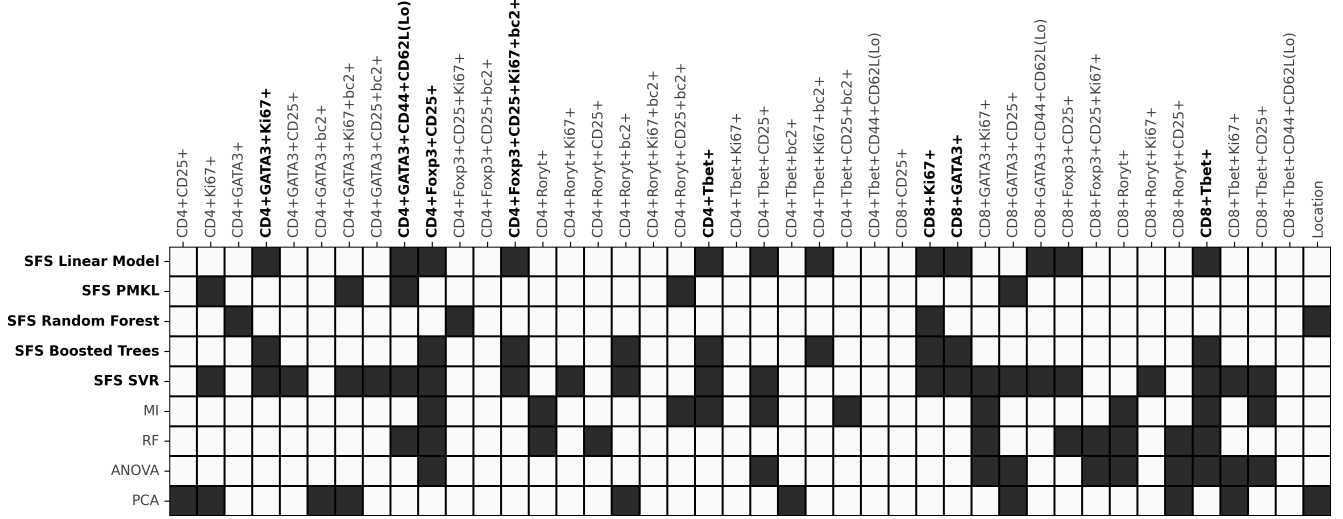 CD4+CD25+
CD4+Ki67+
CD4+GATA3+
CD4+GATA3+Ki67+
CD4+GATA3+CD25+
CD4+GATA3+bc2+
CD4+GATA3+Ki67+bc2+
CD4+GATA3+CD25+bc2+
CD4+GATA3+CD44+CD62L(Lo)
CD4+Foxp3+CD25+
CD4+Foxp3+CD25+Ki67+
CD4+Foxp3+CD25+bc2+
CD4+Foxp3+CD25+Ki67+bc2+
CD4+Roryt+
CD4+Roryt+Ki67+
CD4+Roryt+CD25+
CD4+Roryt+bc2+
CD4+Roryt+Ki67+bc2+
CD4+Roryt+CD25+bc2+
CD4+Tbet+
CD4+Tbet+Ki67+
CD4+Tbet+CD25+
CD4+Tbet+bc2+
CD4+Tbet+Ki67+bc2+
CD4+Tbet+CD25+bc2+
CD4+Tbet+CD44+CD62L(Lo)
CD8+CD25+
CD8+Ki67+
CD8+GATA3+
CD8+GATA3+Ki67+
CD8+GATA3+CD25+
CD8+GATA3+CD44+CD62L(Lo)
CD8+Foxp3+CD25+
CD8+Foxp3+CD25+Ki67+
CD8+Roryt+
CD8+Roryt+Ki67+
CD8+Roryt+CD25+
CD8+Tbet+
CD8+Tbet+Ki67+
CD8+Tbet+CD25+
CD8+Tbet+CD44+CD62L(Lo)
Location
SFS Linear Model
SFS PMKL
SFS Random Forest
SFS Boosted Trees
SFS SVR
MI
RF
ANOVA
PCA